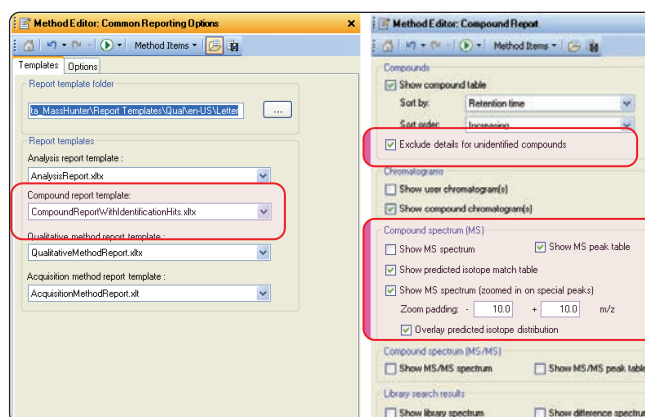 Method Editor: Common Reporting Options
Method Items
Templates Options
Report template folder
ta_MassHunter\Report Templates\Qual\en-US\Letter ...
Report templates
Analysis report template :
AnalysisReport.xltx
Compound report template:
CompoundReportWithIdentificationHits.xltx
Qualitative method report template :
QualitativeMethodReport.xltx
Acquisition method report template :
AcquisitionMethodReport.xlt
Method Editor: Compound Report
Method Items
Compounds
Show compound table
Sort by: Retention time
Sort order: Increasing
Exclude details for unidentified compounds
Chromatograms
Show user chromatogram(s)
Show compound chromatogram(s)
Compound spectrum (MS)
Show MS spectrum Show MS peak table
Show predicted isotope match table
Show MS spectrum (zoomed in on special peaks)
Zoom padding: - 10.0 + 10.0 m/z
Overlay predicted isotope distribution
Compound spectrum (MS/MS)
Show MS/MS spectrum Show MS/MS peak table
Library search results
Show library spectrum Show difference spectrum